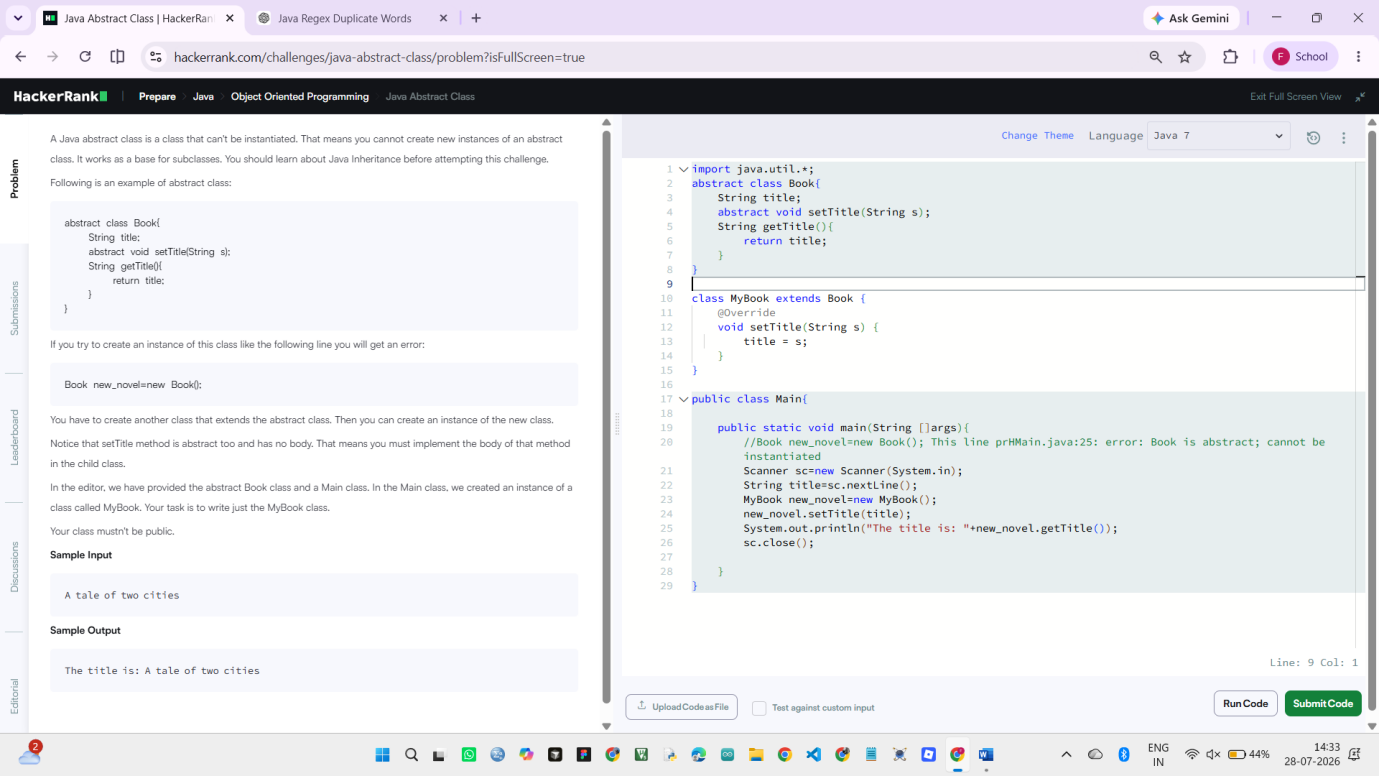 Java Abstract Class | HackerRan
Java Regex Duplicate Words
Ask Gemini
hackerrank.com/challenges/java-abstract-class/problem?isFullScreen=true
F School
HackerRank
Prepare
Java
Object Oriented Programming
Java Abstract Class
Exit Full Screen View
Problem
Submissions
Leaderboard
Discussions
Editorial
A Java abstract class is a class that can't be instantiated. That means you cannot create new instances of an abstract
class. It works as a base for subclasses. You should learn about Java Inheritance before attempting this challenge.
Following is an example of abstract class:
abstract class Book{
String title;
abstract void setTitle(String s);
String getTitle(){
return title;
}
}
If you try to create an instance of this class like the following line you will get an error:
Book new_novel=new Book();
You have to create another class that extends the abstract class. Then you can create an instance of the new class.
Notice that setTitle method is abstract too and has no body. That means you must implement the body of that method
in the child class.
In the editor, we have provided the abstract Book class and a Main class. In the Main class, we created an instance of a
class called MyBook. Your task is to write just the MyBook class.
Your class mustn't be public.
Sample Input
A tale of two cities
Sample Output
The title is: A tale of two cities
Change Theme Language Java 7
1 import java.util.*;
2 abstract class Book{
3 String title;
4 abstract void setTitle(String s);
5 String getTitle(){
6 return title;
7 }
8 }
9
10 class MyBook extends Book {
11 @Override
12 void setTitle(String s) {
13 title = s;
14 }
15 }
16
17 public class Main{
18
19 public static void main(String []args){
20 //Book new_novel=new Book(); This line prHMain.java:25: error: Book is abstract; cannot be
instantiated
21 Scanner sc=new Scanner(System.in);
22 String title=sc.nextLine();
23 MyBook new_novel=new MyBook();
24 new_novel.setTitle(title);
25 System.out.println("The title is: "+new_novel.getTitle());
26 sc.close();
27
28 }
29 }
Line: 9 Col: 1
Upload Code as File
Test against custom input
Run Code
Submit Code
2
ENG
IN
44%
14:33
28-07-2026